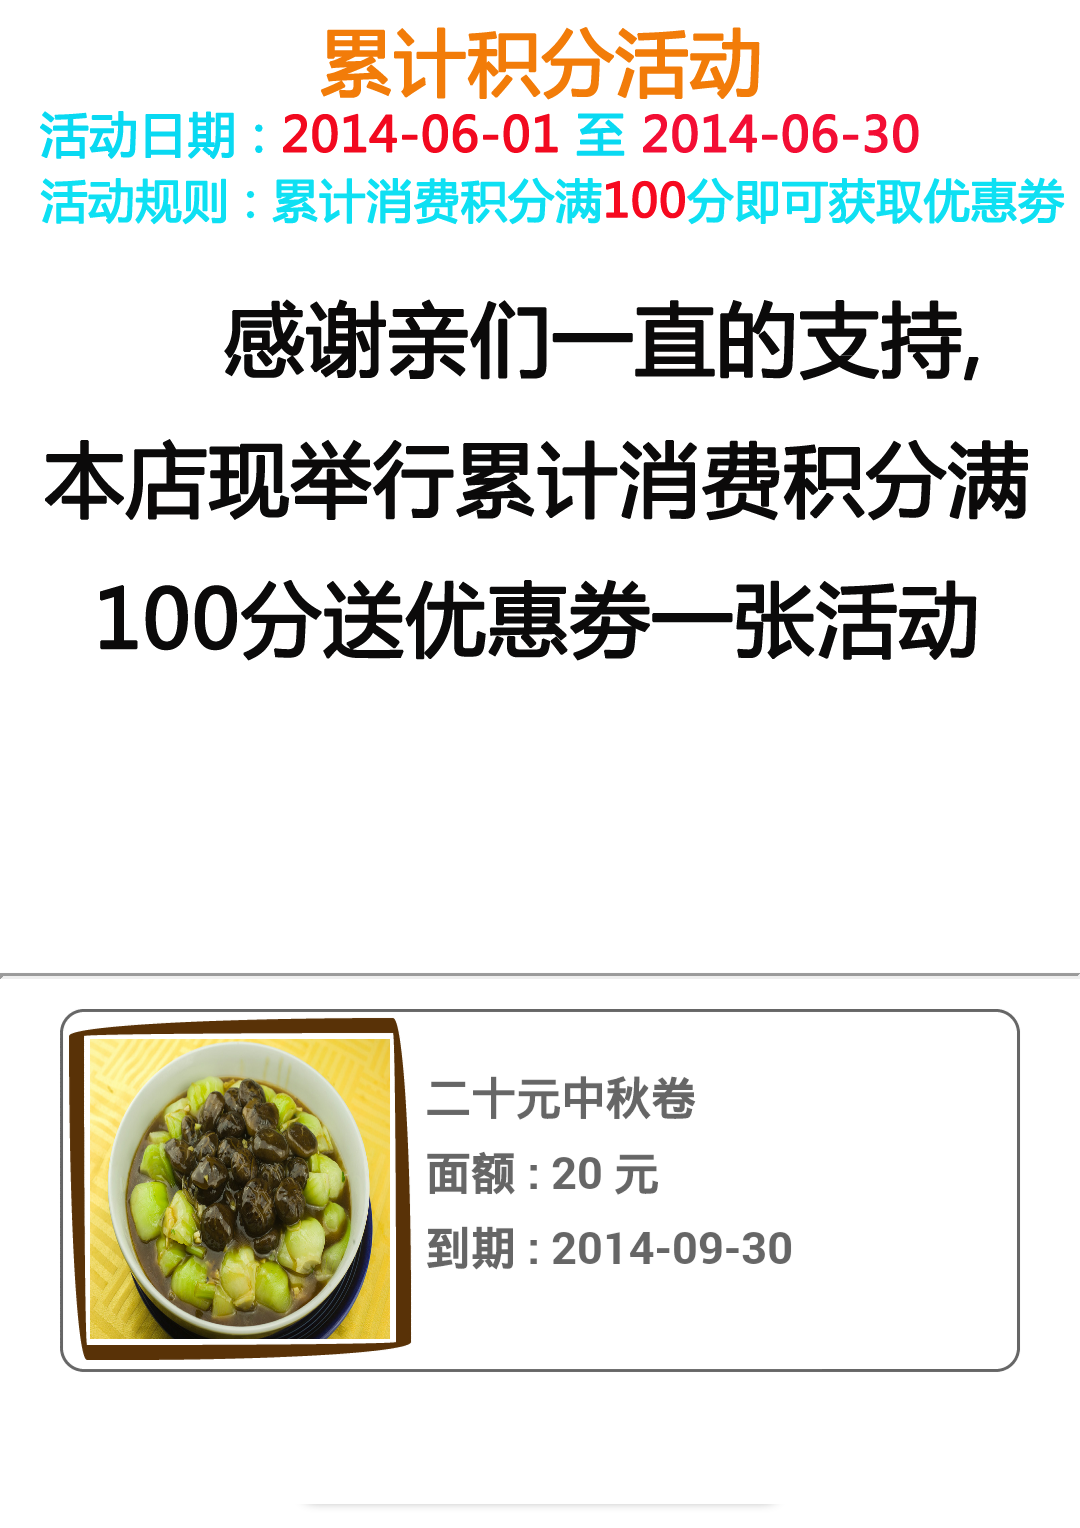 累计积分活动
活动日期：2014-06-01 至 2014-06-30
活动规则：累计消费积分满100分即可获取优惠券
感谢亲们一直的支持,
本店现举行累计消费积分满
100分送优惠券一张活动
二十元中秋卷
面额：20 元
到期：2014-09-30